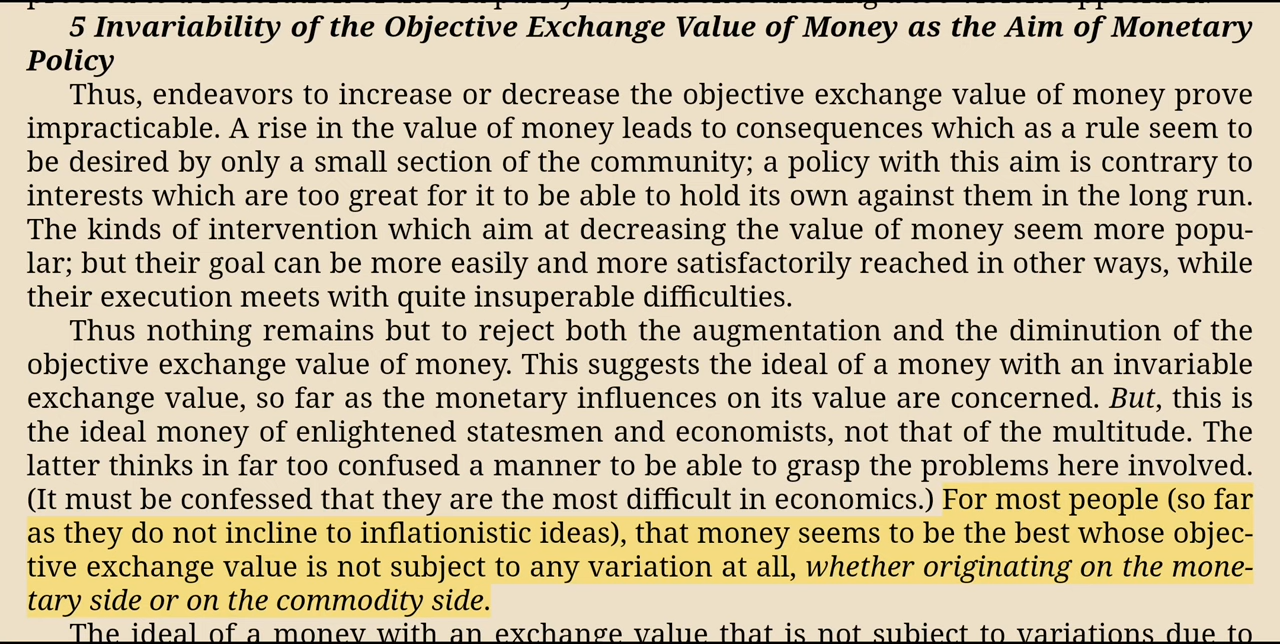 5 Invariability of the Objective Exchange Value of Money as the Aim of Monetary
Policy
Thus, endeavors to increase or decrease the objective exchange value of money prove
impracticable. A rise in the value of money leads to consequences which as a rule seem to
be desired by only a small section of the community; a policy with this aim is contrary to
interests which are too great for it to be able to hold its own against them in the long run.
The kinds of intervention which aim at decreasing the value of money seem more popu-
lar; but their goal can be more easily and more satisfactorily reached in other ways, while
their execution meets with quite insuperable difficulties.
Thus nothing remains but to reject both the augmentation and the diminution of the
objective exchange value of money. This suggests the ideal of a money with an invariable
exchange value, so far as the monetary influences on its value are concerned. But, this is
the ideal money of enlightened statesmen and economists, not that of the multitude. The
latter thinks in far too confused a manner to be able to grasp the problems here involved.
(It must be confessed that they are the most difficult in economics.) For most people (so far
as they do not incline to inflationistic ideas), that money seems to be the best whose objec-
tive exchange value is not subject to any variation at all, whether originating on the mone-
tary side or on the commodity side.
The ideal of a money with an exchange value that is not subject to variations due to